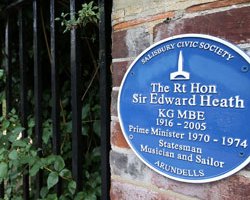 SALISBURY CIVIC SOCIETY
The Rt Hon
Sir Edward Heath
KG MBE
1916 - 2005
Prime Minister 1970 - 1974
Statesman
Musician and Sailor
ARUNDELLS